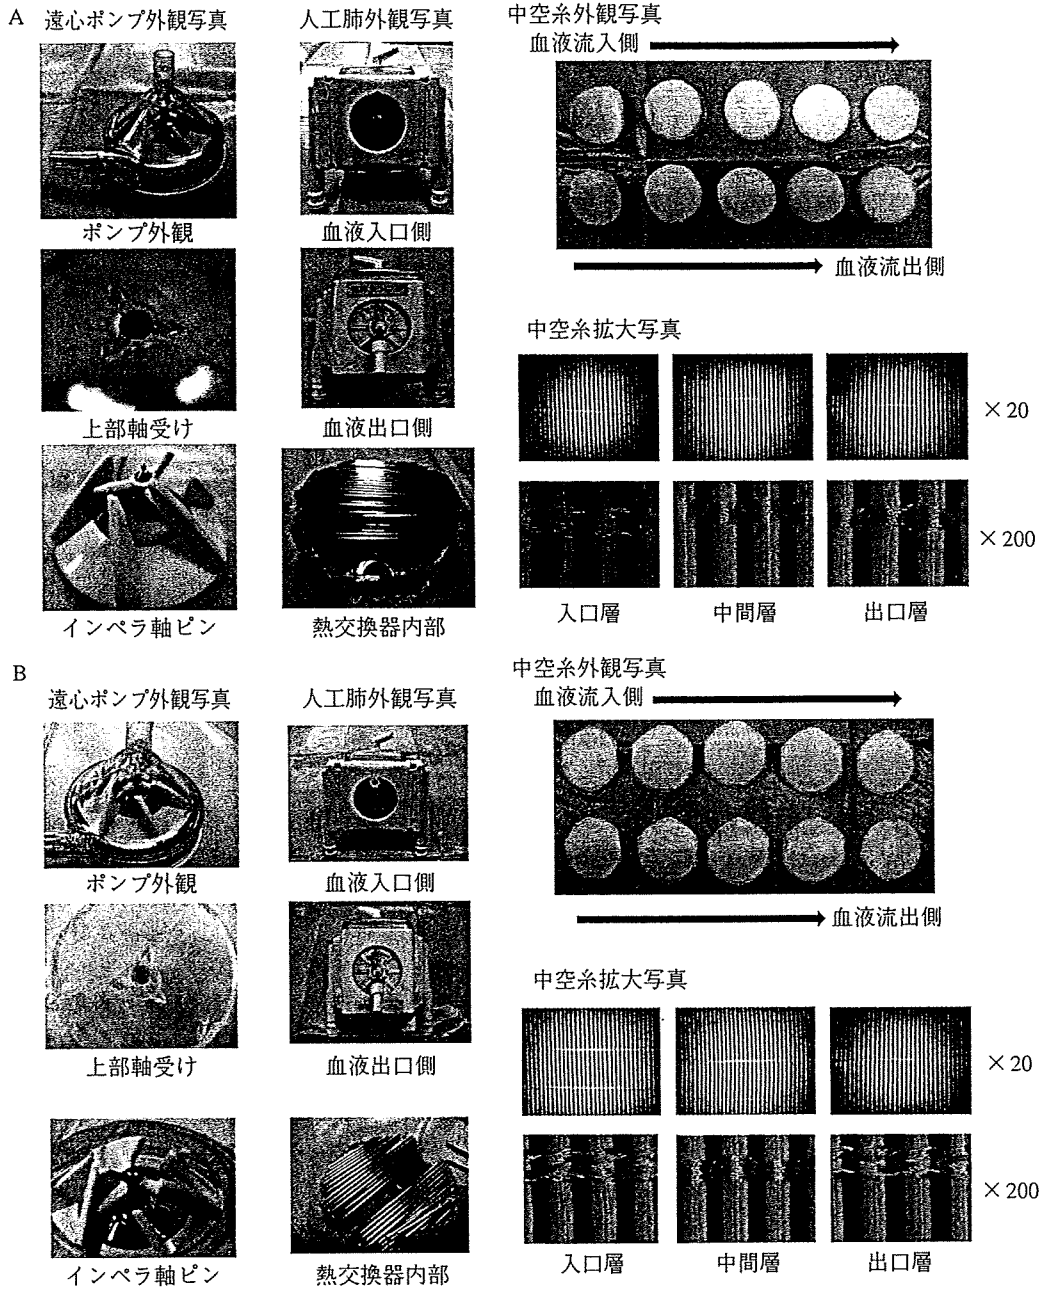 A
遠心ポンプ外観写真
ポンプ外観
上部軸受け
インペラ軸ピン
人工肺外観写真
血液入口側
血液出口側
熱交換器内部
中空糸外観写真
血液流入側
血液流出側
中空糸拡大写真
×20
×200
入口層 中間層 出口層
B
遠心ポンプ外観写真
ポンプ外観
上部軸受け
インペラ軸ピン
人工肺外観写真
血液入口側
血液出口側
熱交換器内部
中空糸外観写真
血液流入側
血液流出側
中空糸拡大写真
×20
×200
入口層 中間層 出口層